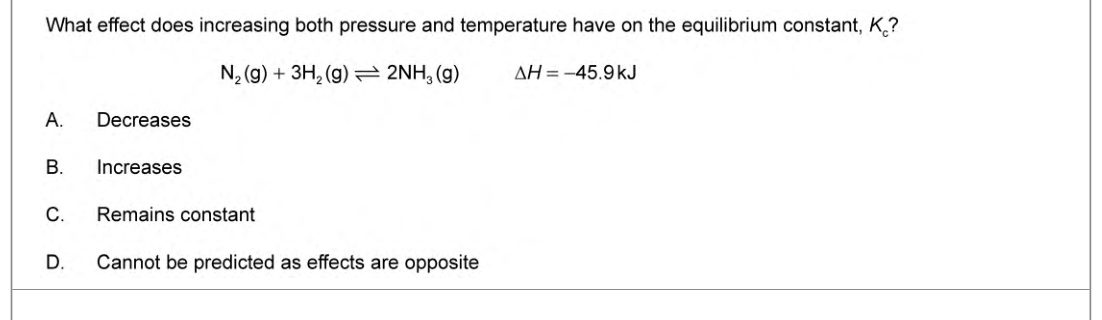 What effect does increasing both pressure and temperature have on the equilibrium constant, K꜀?
N₂ (g) + 3H₂ (g) ⇌ 2NH₃ (g) ΔH = −45.9 kJ
A. Decreases
B. Increases
C. Remains constant
D. Cannot be predicted as effects are opposite